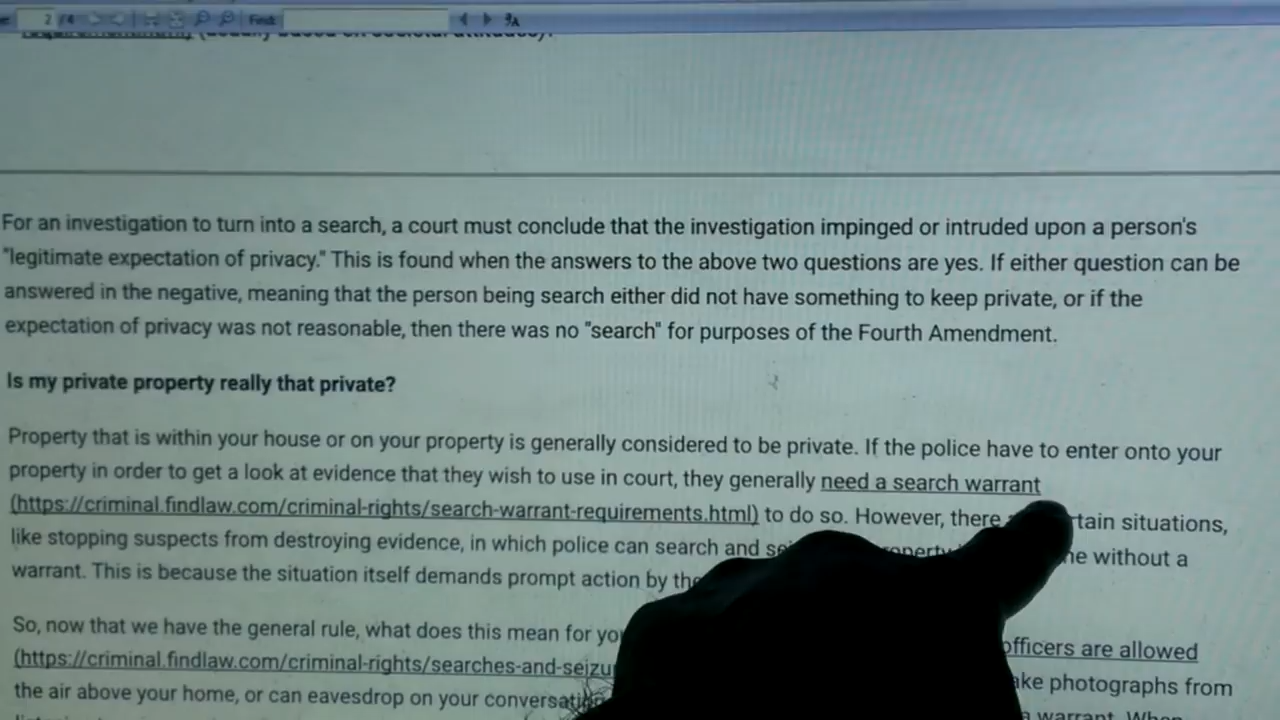 2 / 4 Find:
For an investigation to turn into a search, a court must conclude that the investigation impinged or intruded upon a person's
"legitimate expectation of privacy." This is found when the answers to the above two questions are yes. If either question can be
answered in the negative, meaning that the person being search either did not have something to keep private, or if the
expectation of privacy was not reasonable, then there was no "search" for purposes of the Fourth Amendment.
Is my private property really that private?
Property that is within your house or on your property is generally considered to be private. If the police have to enter onto your
property in order to get a look at evidence that they wish to use in court, they generally need a search warrant
(https://criminal.findlaw.com/criminal-rights/search-warrant-requirements.html) to do so. However, there tain situations,
like stopping suspects from destroying evidence, in which police can search and se without a
warrant. This is because the situation itself demands prompt action by the
So, now that we have the general rule, what does this mean for yo officers are allowed
(https://criminal.findlaw.com/criminal-rights/searches-and-seizu ake photographs from
the air above your home, or can eavesdrop on your conversatio a warrant. When